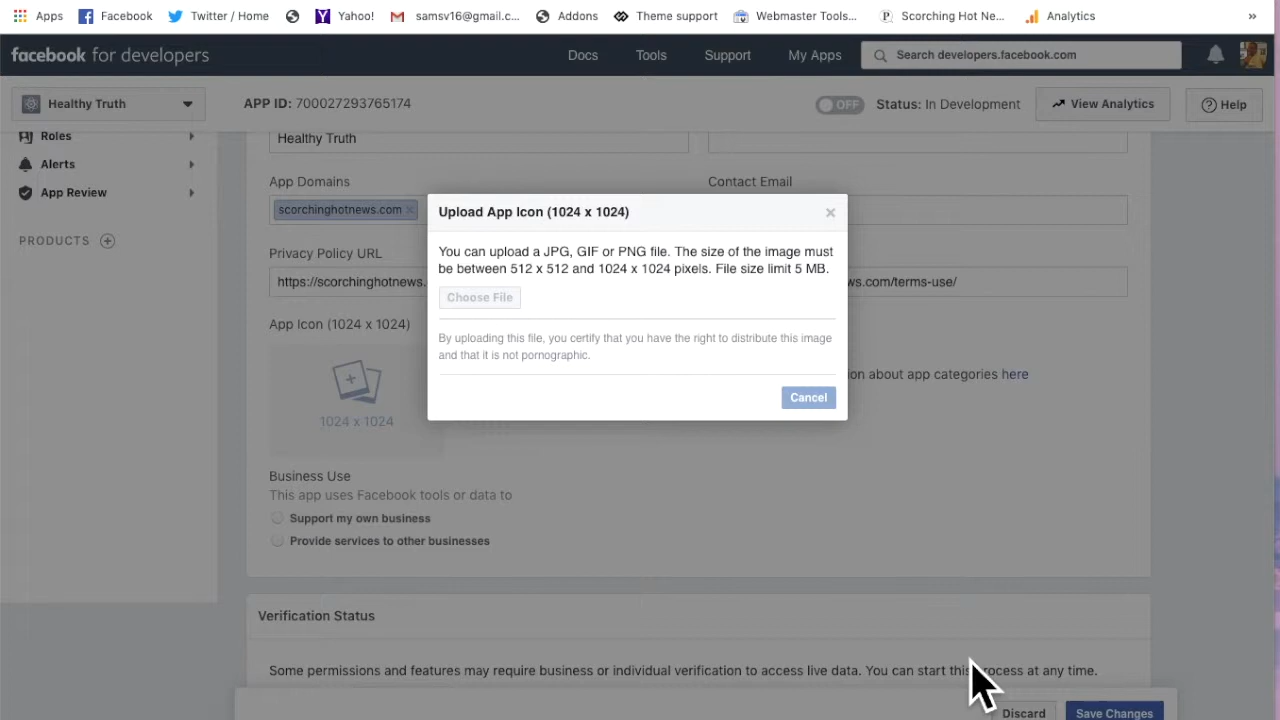 Apps Facebook Twitter / Home Yahoo! samsv16@gmail.c... Addons Theme support Webmaster Tools... Scorching Hot Ne... Analytics »
facebook for developers Docs Tools Support My Apps Search developers.facebook.com
Healthy Truth APP ID: 700027293765174 OFF Status: In Development View Analytics Help
Roles
Alerts
App Review
PRODUCTS
Healthy Truth
App Domains Contact Email
scorchinghotnews.com ×
Privacy Policy URL
https://scorchinghotnews. ws.com/terms-use/
App Icon (1024 x 1024)
1024 x 1024
on about app categories here
Upload App Icon (1024 x 1024) ×
You can upload a JPG, GIF or PNG file. The size of the image must
be between 512 x 512 and 1024 x 1024 pixels. File size limit 5 MB.
Choose File
By uploading this file, you certify that you have the right to distribute this image
and that it is not pornographic.
Cancel
Business Use
This app uses Facebook tools or data to
Support my own business
Provide services to other businesses
Verification Status
Some permissions and features may require business or individual verification to access live data. You can start this process at any time.
Discard Save Changes